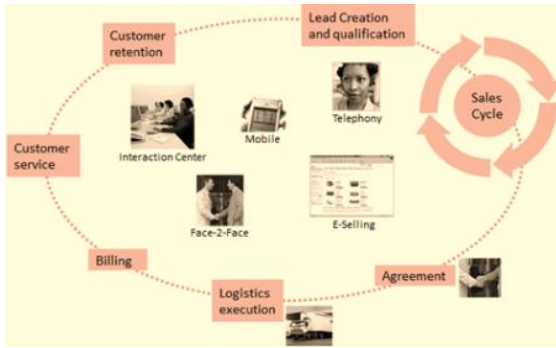 Lead Creation
and qualification
Customer
retention
Sales
Cycle
Telephony
Mobile
Interaction Center
Customer
service
E-Selling
Face-2-Face
Billing
Agreement
Logistics
execution